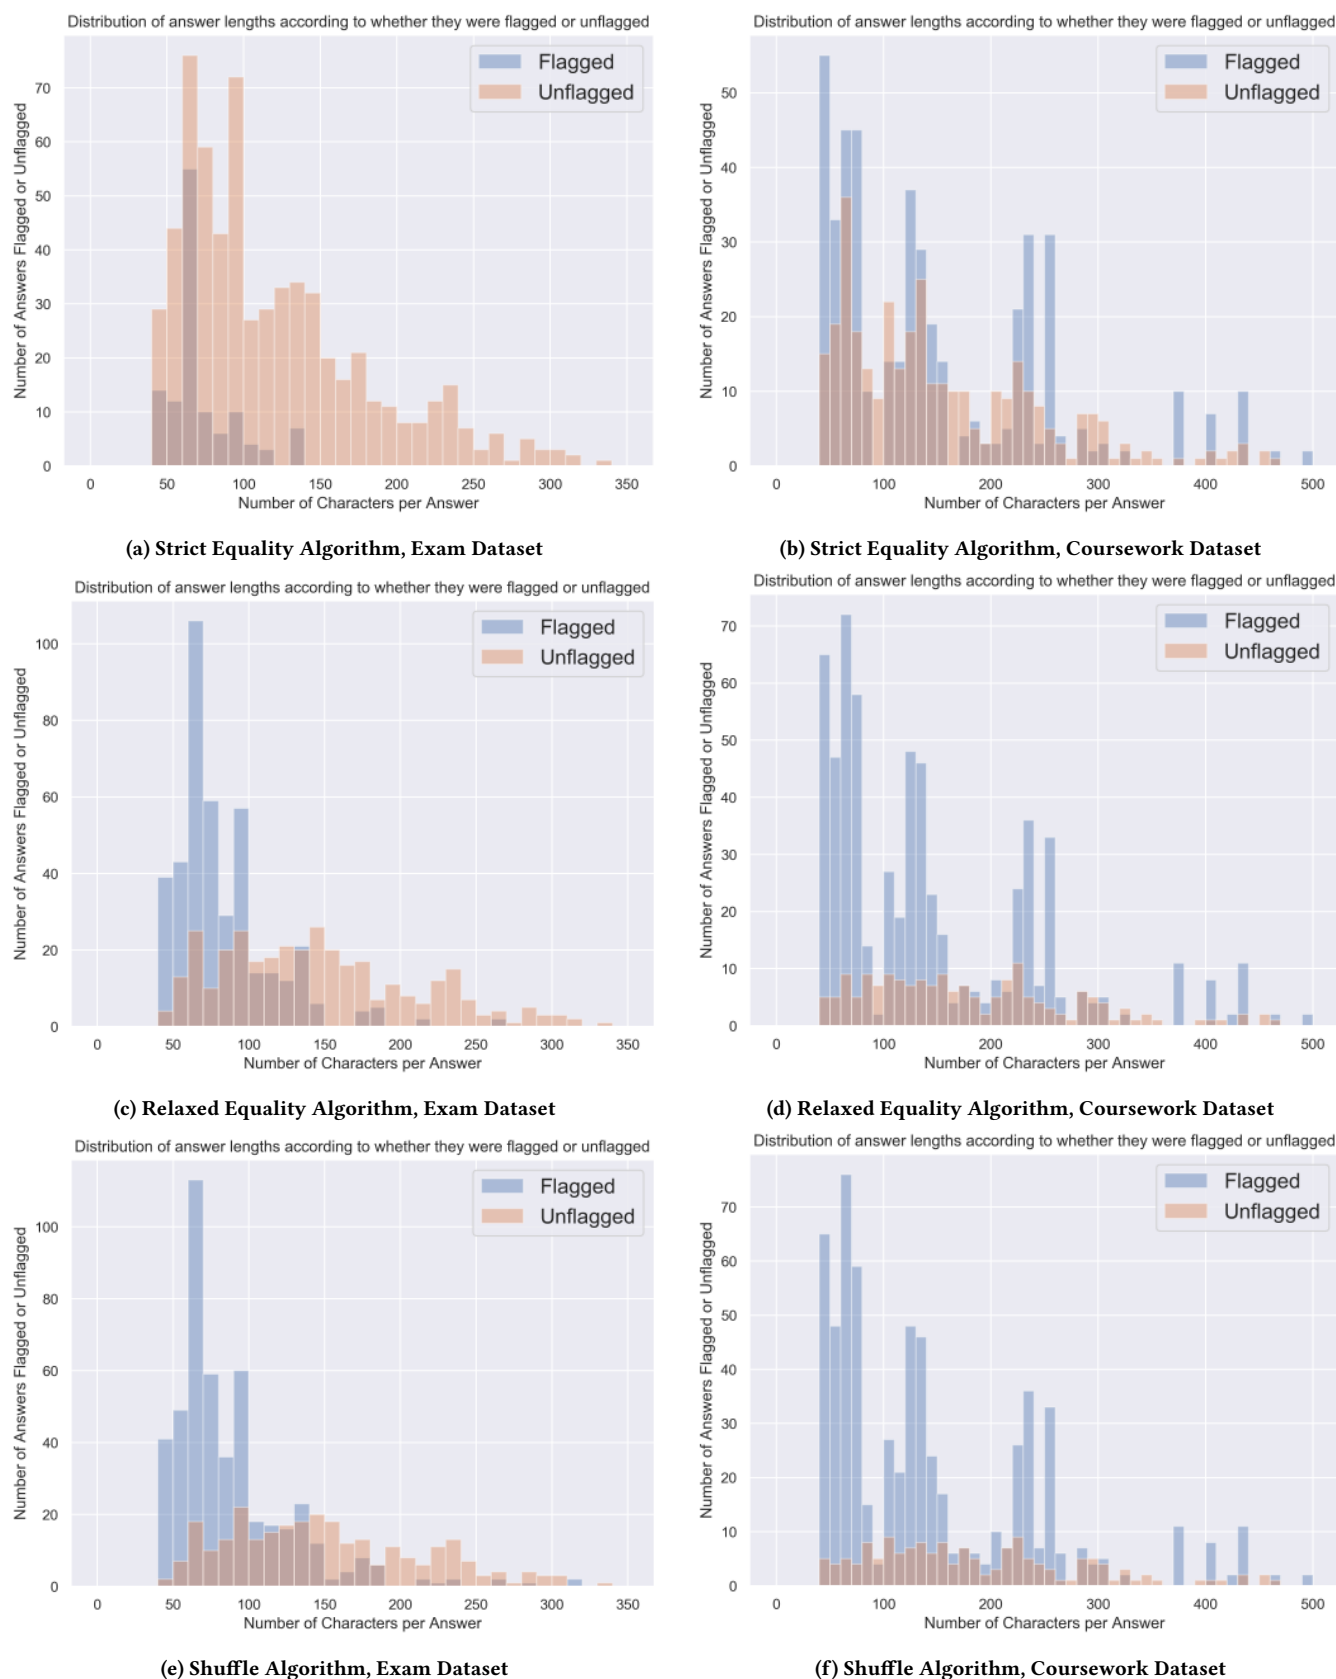 Distribution of answer lengths according to whether they were flagged or unflagged
Number of Answers Flagged or Unflagged
70
60
50
40
30
20
10
0
Flagged
Unflagged
0 50 100 150 200 250 300 350
Number of Characters per Answer
(a) Strict Equality Algorithm, Exam Dataset
Distribution of answer lengths according to whether they were flagged or unflagged
Number of Answers Flagged or Unflagged
50
40
30
20
10
0
Flagged
Unflagged
0 100 200 300 400 500
Number of Characters per Answer
(b) Strict Equality Algorithm, Coursework Dataset
Distribution of answer lengths according to whether they were flagged or unflagged
Number of Answers Flagged or Unflagged
100
80
60
40
20
0
Flagged
Unflagged
0 50 100 150 200 250 300 350
Number of Characters per Answer
(c) Relaxed Equality Algorithm, Exam Dataset
Distribution of answer lengths according to whether they were flagged or unflagged
Number of Answers Flagged or Unflagged
70
60
50
40
30
20
10
0
Flagged
Unflagged
0 100 200 300 400 500
Number of Characters per Answer
(d) Relaxed Equality Algorithm, Coursework Dataset
Distribution of answer lengths according to whether they were flagged or unflagged
Number of Answers Flagged or Unflagged
100
80
60
40
20
0
Flagged
Unflagged
0 50 100 150 200 250 300 350
Number of Characters per Answer
(e) Shuffle Algorithm, Exam Dataset
Distribution of answer lengths according to whether they were flagged or unflagged
Number of Answers Flagged or Unflagged
70
60
50
40
30
20
10
0
Flagged
Unflagged
0 100 200 300 400 500
Number of Characters per Answer
(f) Shuffle Algorithm, Coursework Dataset